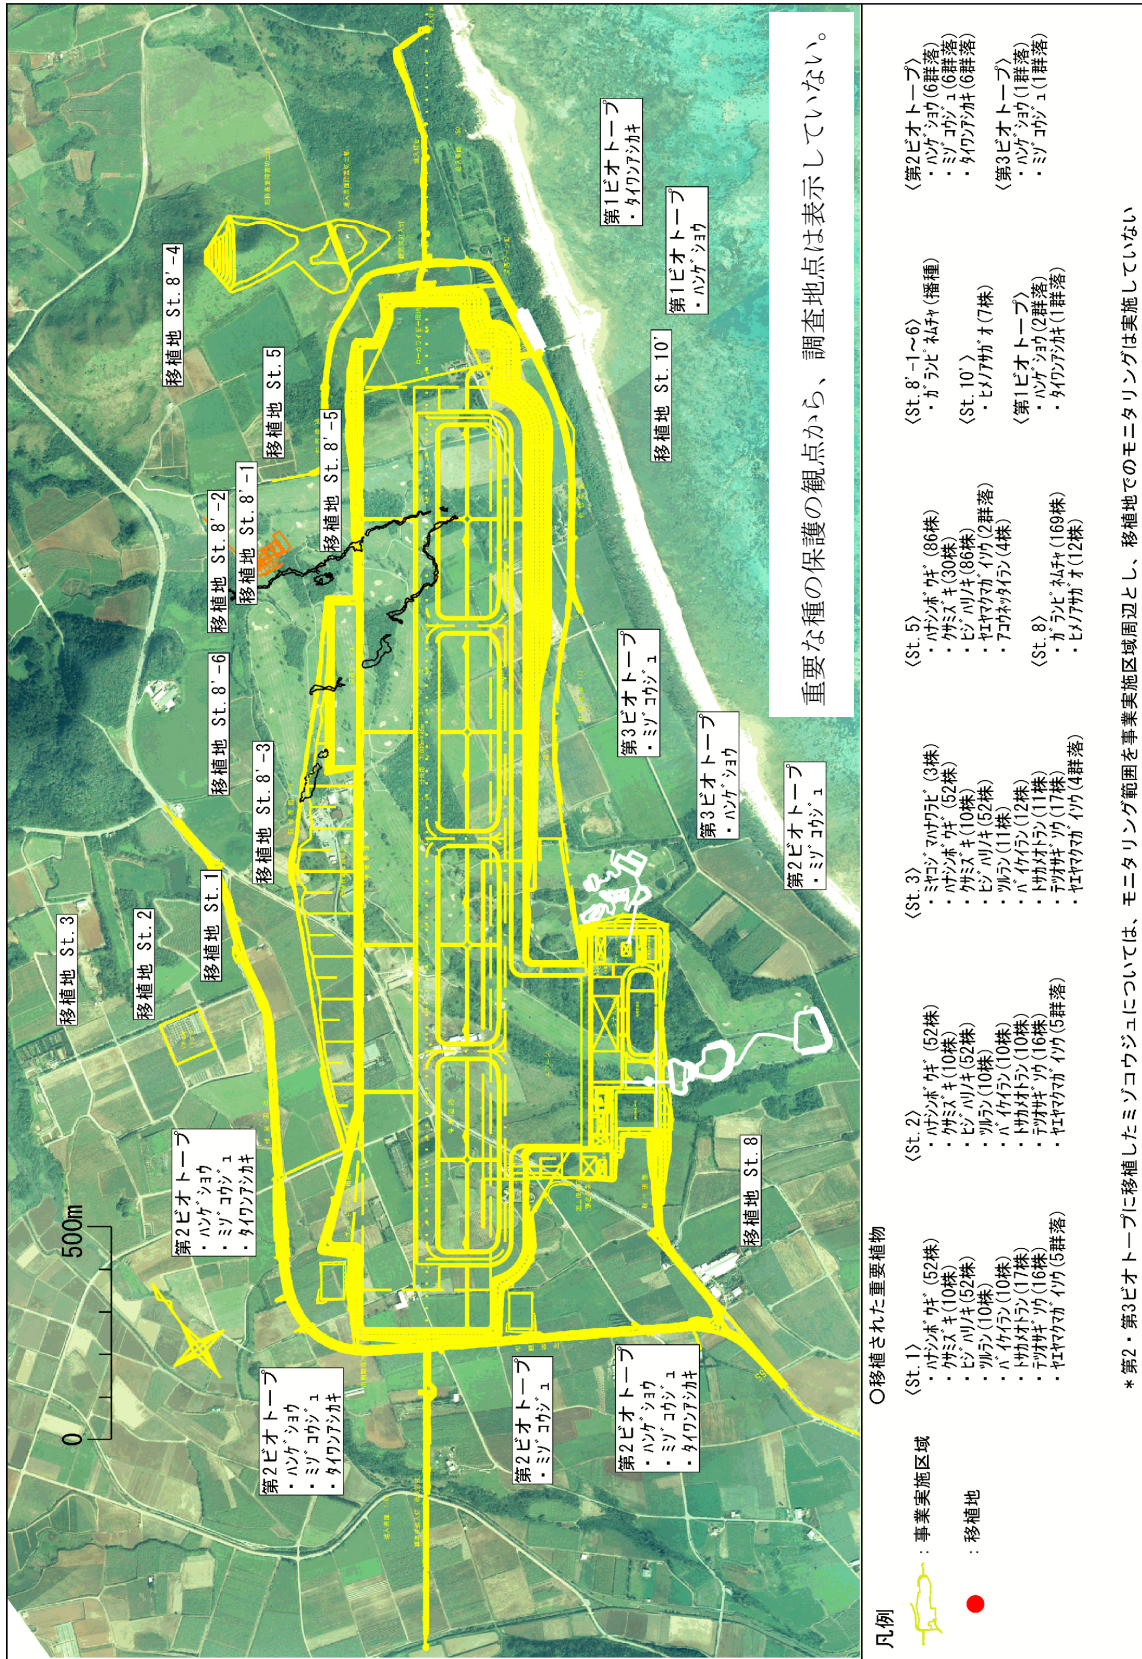 重要な種の保護の観点から、調査地点は表示していない。
500m
0
移植地 St.3
移植地 St.2
移植地 St.1
移植地 St.8'-3
移植地 St.8'-6
移植地 St.8'-2
移植地 St.8'-1
移植地 St.8'-5
移植地 St.5
移植地 St.8'-4
移植地 St.10'
移植地 St.8
第1ビオトープ
・タイワンアシカキ
第1ビオトープ
・ハンゲショウ
第3ビオトープ
・ミゾコウジュ
第3ビオトープ
・ハンゲショウ
第2ビオトープ
・ミゾコウジュ
第2ビオトープ
・ハンゲショウ
・ミゾコウジュ
・タイワンアシカキ
第2ビオトープ
・ハンゲショウ
・ミゾコウジュ
・タイワンアシカキ
第2ビオトープ
・ミゾコウジュ
第2ビオトープ
・ハンゲショウ
・ミゾコウジュ
・タイワンアシカキ
凡例
:事業実施区域
:移植地
○移植された重要植物
〈St.1〉
・ハナシンボウギ(52株)
・クサミズキ(10株)
・ヒジハリノキ(52株)
・ツルラン(10株)
・バイケイラン(10株)
・トサカメオトラン(17株)
・テツオサギソウ(16株)
・ヤエヤマクマガイソウ(5群落)
〈St.2〉
・ハナシンボウギ(52株)
・クサミズキ(10株)
・ヒジハリノキ(52株)
・ツルラン(10株)
・バイケイラン(10株)
・トサカメオトラン(10株)
・テツオサギソウ(16株)
・ヤエヤマクマガイソウ(5群落)
〈St.3〉
・ミヤコジマハナワラビ(3株)
・ハナシンボウギ(52株)
・クサミズキ(10株)
・ヒジハリノキ(52株)
・ツルラン(11株)
・バイケイラン(12株)
・トサカメオトラン(11株)
・テツオサギソウ(17株)
・ヤエヤマクマガイソウ(4群落)
〈St.5〉
・ハナシンボウギ(86株)
・クサミズキ(30株)
・ヒジハリノキ(86株)
・ヤエヤマクマガイソウ(2群落)
・アコウネッタイラン(4株)
〈St.8〉
・ガランピネムチャ(169株)
・ヒメノアサガオ(12株)
〈St.8'-1~6〉
・ガランピネムチャ(播種)
〈St.10'〉
・ヒメノアサガオ(7株)
〈第1ビオトープ〉
・ハンゲショウ(2群落)
・タイワンアシカキ(1群落)
〈第2ビオトープ〉
・ハンゲショウ(6群落)
・ミゾコウジュ(6群落)
・タイワンアシカキ(6群落)
〈第3ビオトープ〉
・ハンゲショウ(1群落)
・ミゾコウジュ(1群落)
*第2・第3ビオトープに移植したミゾコウジュについては、モニタリング範囲を事業実施区域周辺とし、移植地でのモニタリングは実施していない